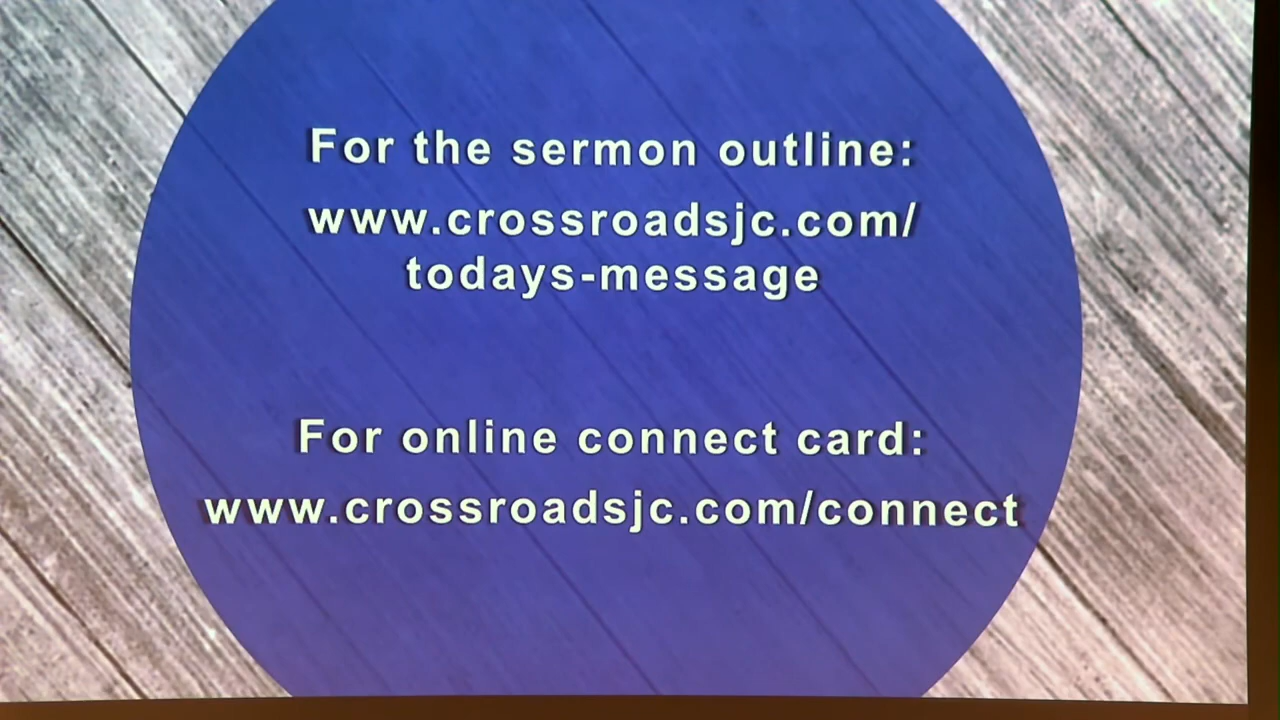 For the sermon outline:
www.crossroadsjc.com/
todays-message
For online connect card:
www.crossroadsjc.com/connect